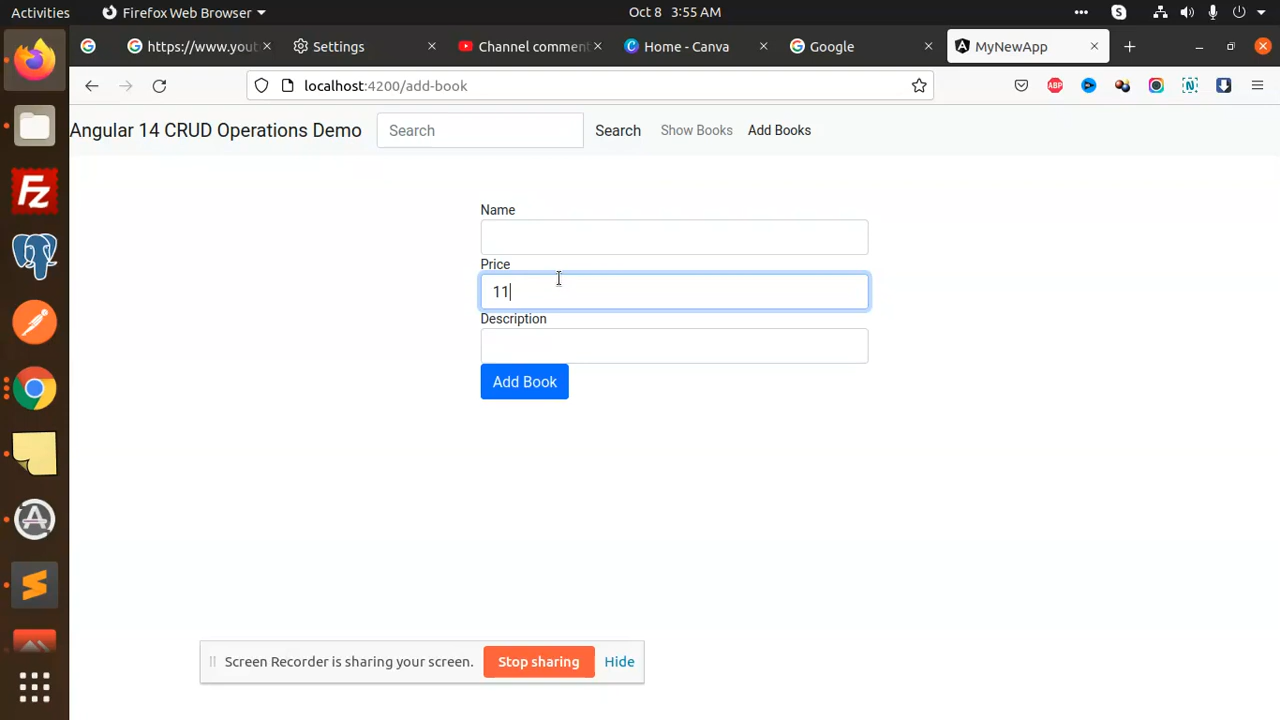 Activities
Firefox Web Browser
Oct 8 3:55 AM
https://www.yout
Settings
Channel comment
Home - Canva
Google
MyNewApp
localhost:4200/add-book
ABP
N
Angular 14 CRUD Operations Demo
Search
Search
Show Books
Add Books
Name
Price
11
Description
Add Book
Screen Recorder is sharing your screen.
Stop sharing
Hide